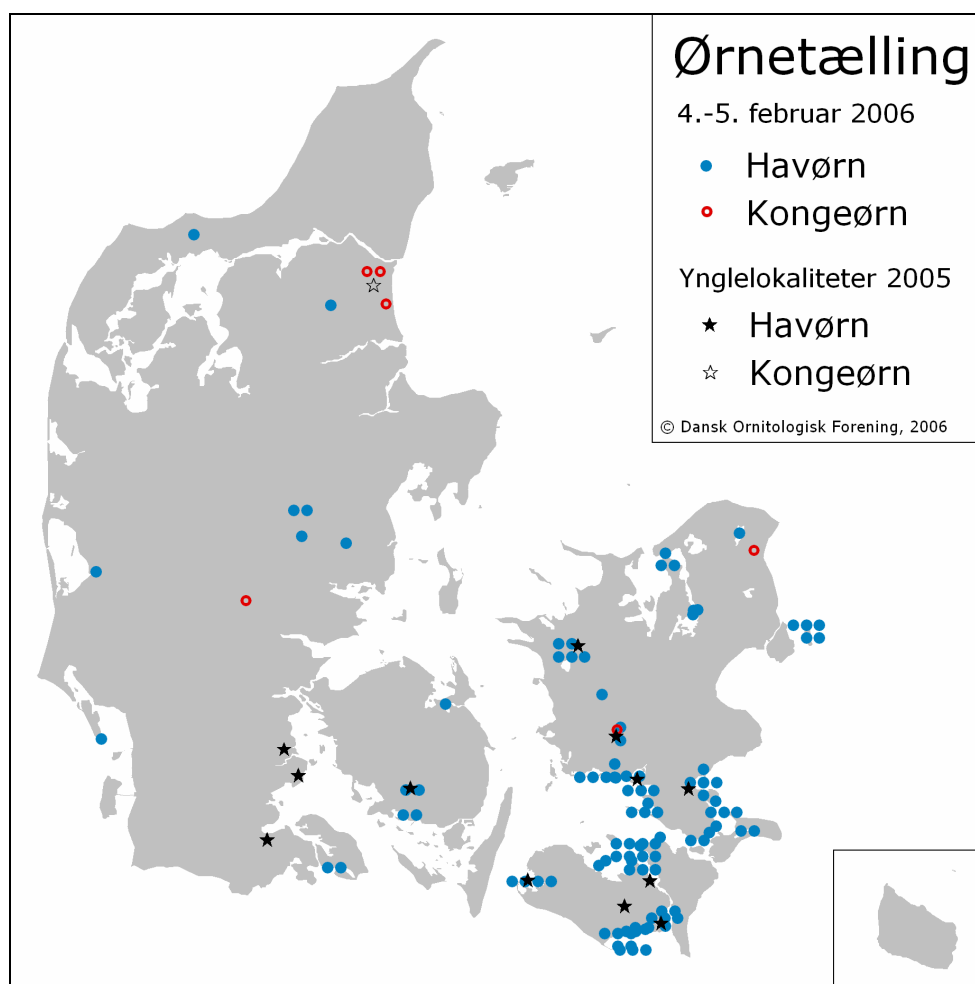 Ørnetælling
4.-5. februar 2006
Havørn
Kongeørn
Ynglelokaliteter 2005
Havørn
Kongeørn
© Dansk Ornitologisk Forening, 2006